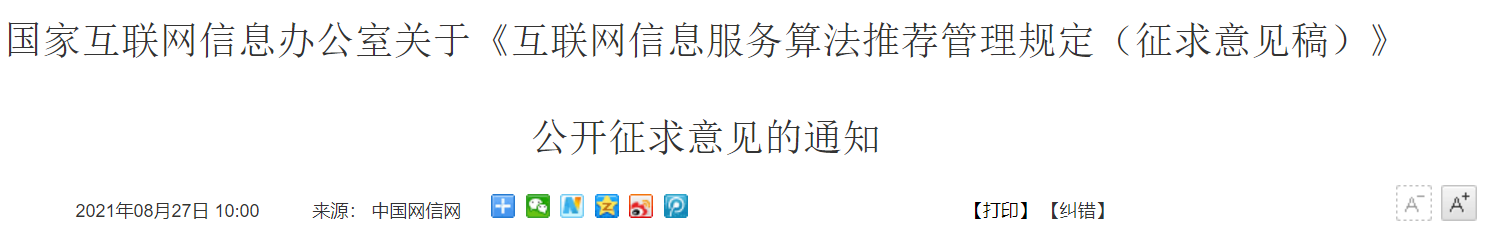 国家互联网信息办公室关于《互联网信息服务算法推荐管理规定（征求意见稿）》
公开征求意见的通知
2021年08月27日 10:00 来源： 中国网信网 【打印】【纠错】 A- A+